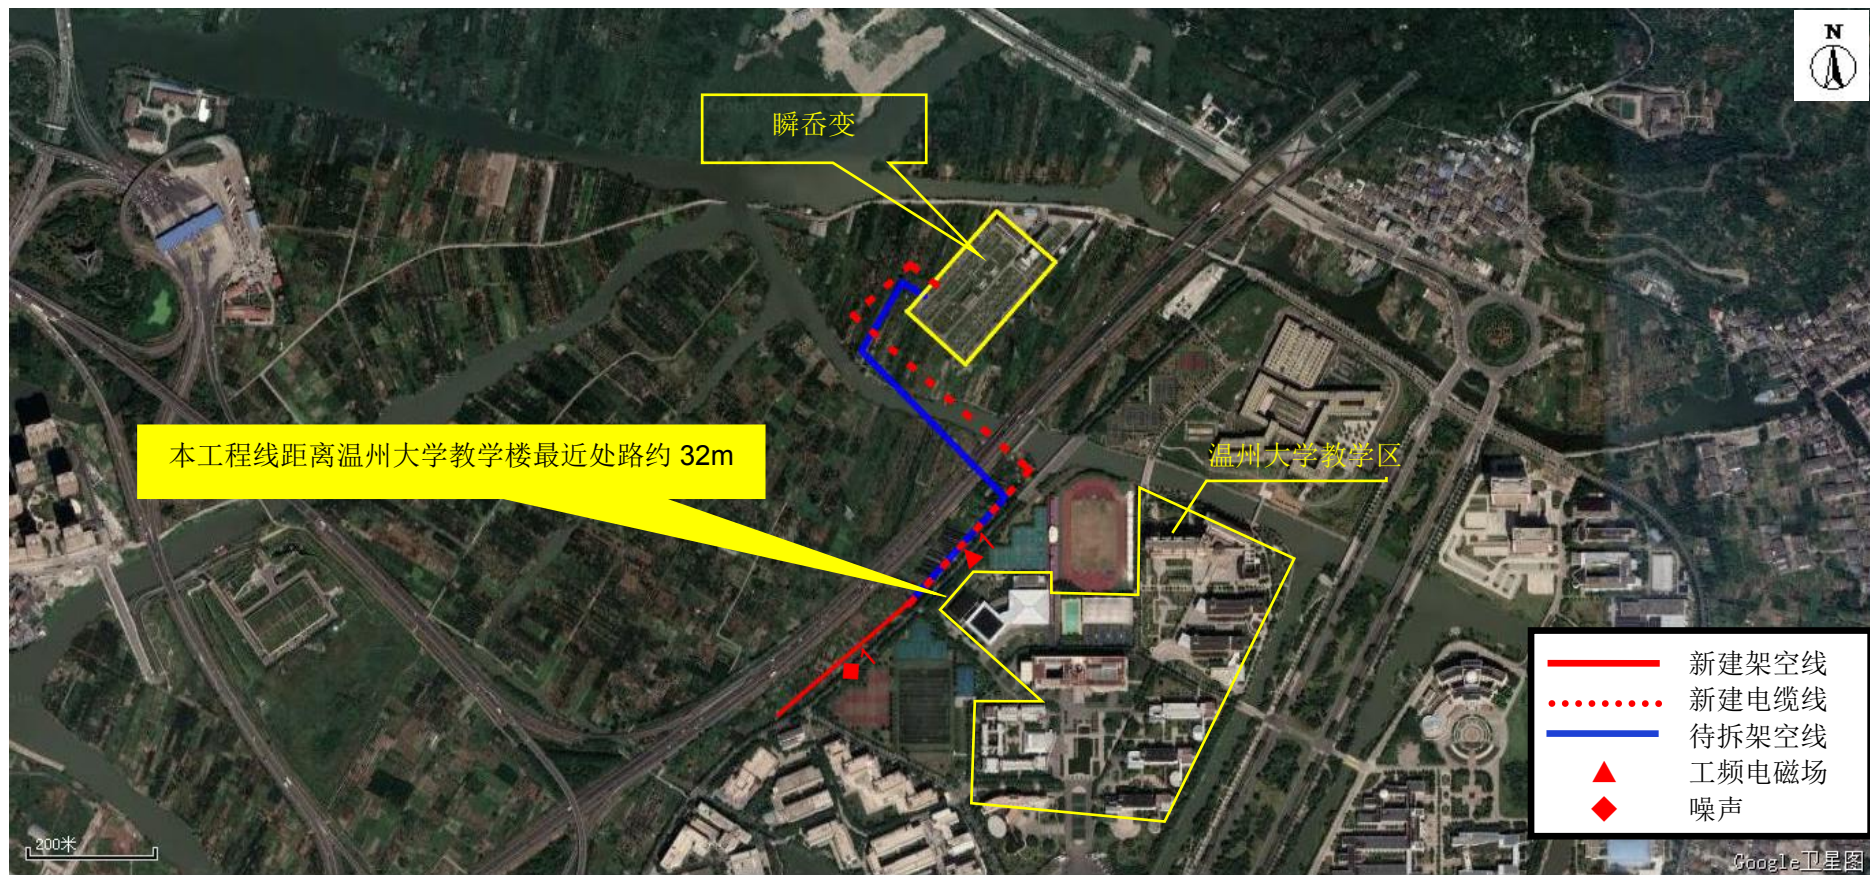 N
瞬岙变
温州大学教学区
本工程线距离温州大学教学楼最近处路约 32m
新建架空线
新建电缆线
待拆架空线
工频电磁场
噪声
200米
Google卫星图